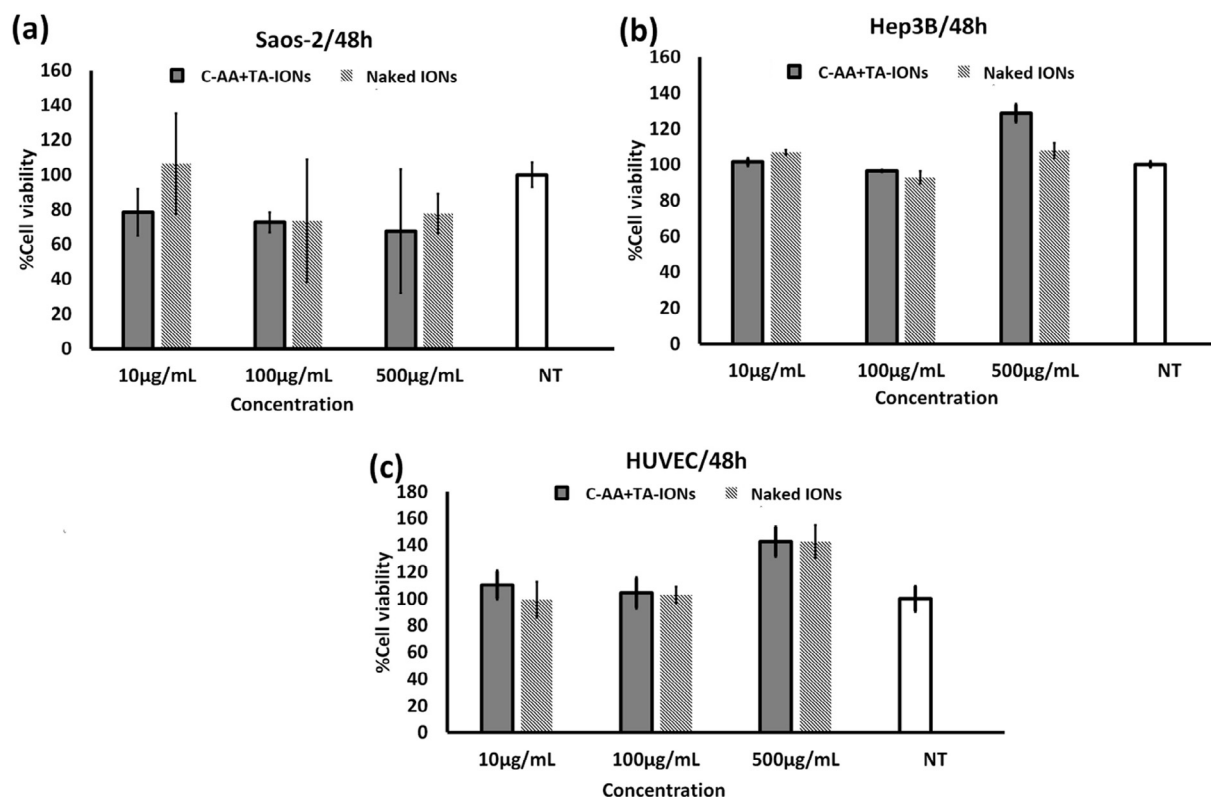 (a)
Saos-2/48h
C-AA+TA-IONs Naked IONs
%Cell viability
160
140
120
100
80
60
40
20
0
10µg/mL 100µg/mL 500µg/mL NT
Concentration
(b)
Hep3B/48h
C-AA+TA-IONs Naked IONs
%Cell viability
160
140
120
100
80
60
40
20
0
10µg/mL 100µg/mL 500µg/mL NT
Concentration
(c)
HUVEC/48h
C-AA+TA-IONs Naked IONs
%Cell viability
180
160
140
120
100
80
60
40
20
0
10µg/mL 100µg/mL 500µg/mL NT
Concentration